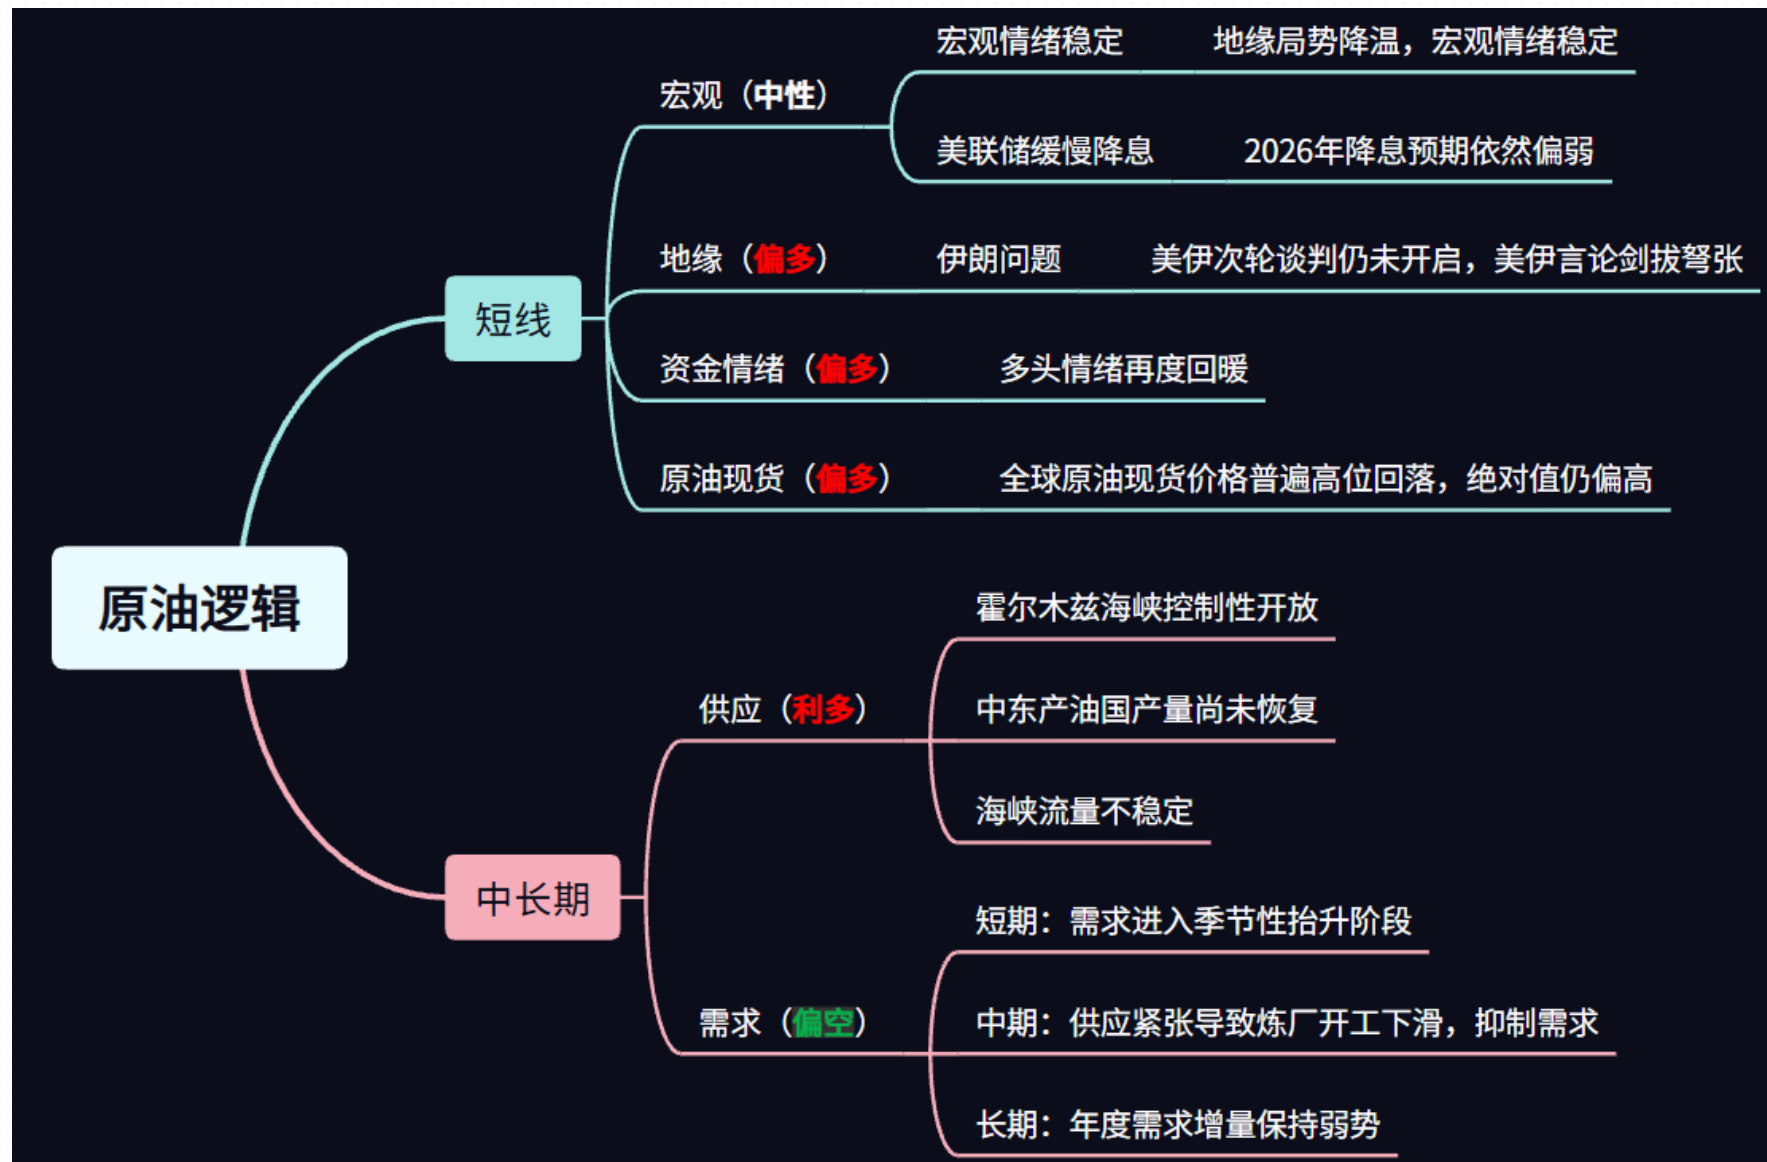 原油逻辑
短线
宏观（中性）
宏观情绪稳定
地缘局势降温，宏观情绪稳定
美联储缓慢降息
2026年降息预期依然偏弱
地缘（偏多）
伊朗问题
美伊次轮谈判仍未开启，美伊言论剑拔弩张
资金情绪（偏多）
多头情绪再度回暖
原油现货（偏多）
全球原油现货价格普遍高位回落，绝对值仍偏高
中长期
供应（利多）
霍尔木兹海峡控制性开放
中东产油国产量尚未恢复
海峡流量不稳定
需求（偏空）
短期：需求进入季节性抬升阶段
中期：供应紧张导致炼厂开工下滑，抑制需求
长期：年度需求增量保持弱势